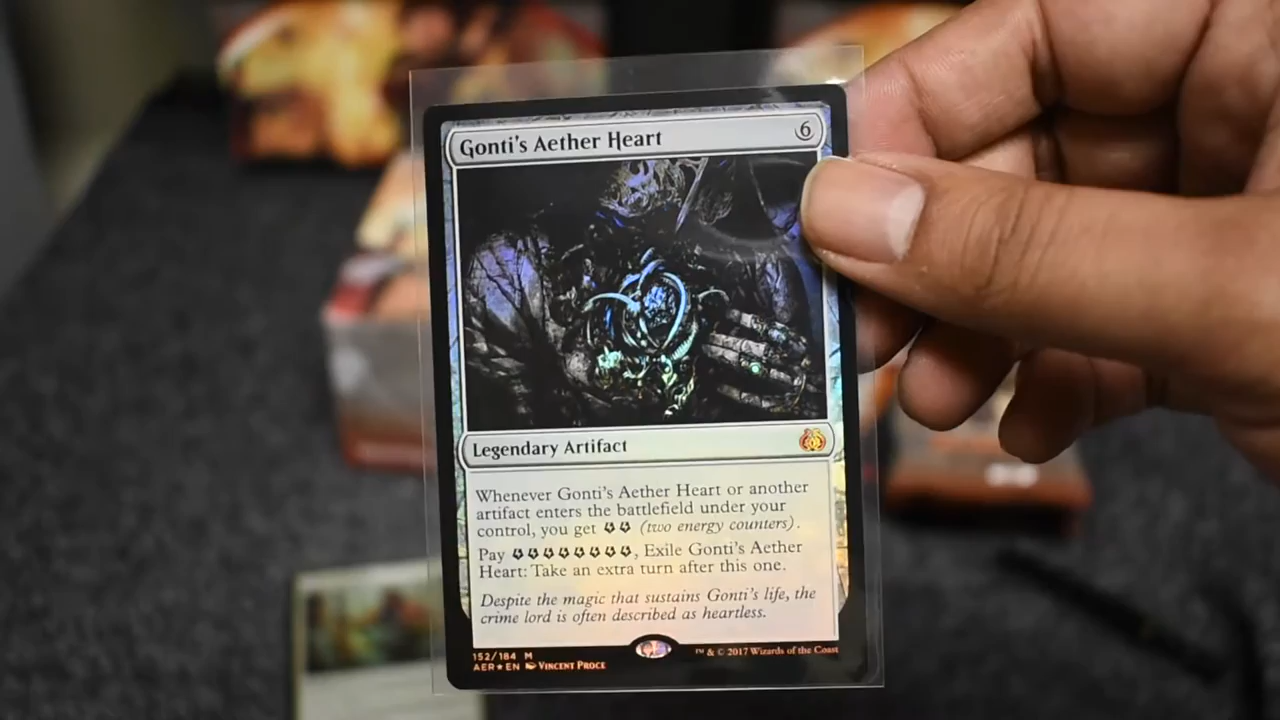 Gonti's Aether Heart 6
Legendary Artifact
Whenever Gonti's Aether Heart or another
artifact enters the battlefield under your
control, you get (two energy counters).
Pay , Exile Gonti's Aether
Heart: Take an extra turn after this one.
Despite the magic that sustains Gonti's life, the
crime lord is often described as heartless.
152/184 M
AER★EN Vincent Proce
™ & © 2017 Wizards of the Coast